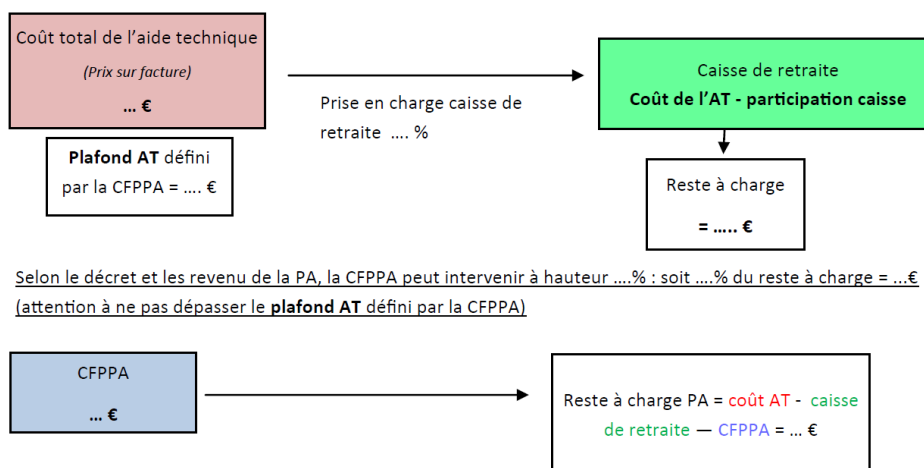 Coût total de l'aide technique
(Prix sur facture)
... €
Prise en charge caisse de
retraite .... %
Caisse de retraite
Coût de l'AT - participation caisse
Plafond AT défini
par la CFPPA = .... €
Reste à charge
= ..... €
Selon le décret et les revenu de la PA, la CFPPA peut intervenir à hauteur ....% : soit ....% du reste à charge = ...€
(attention à ne pas dépasser le plafond AT défini par la CFPPA)
CFPPA
... €
Reste à charge PA = coût AT - caisse
de retraite — CFPPA = ... €